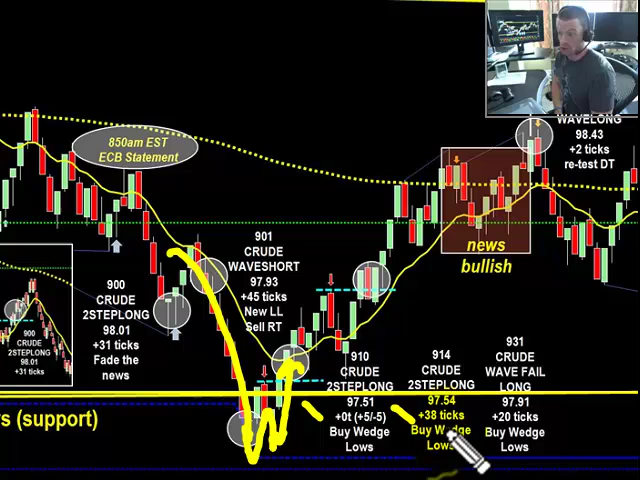 850am EST
ECB Statement
WAVELONG
98.43
+2 ticks
re-test DT
901
CRUDE
WAVESHORT
97.93
+45 ticks
New LL
Sell RT
news
bullish
900
CRUDE
2STEPLONG
98.01
+31 ticks
Fade the
news
900
CRUDE
2STEPLONG
98.01
+31 ticks
910
CRUDE
2STEPLONG
97.51
+0t (+5/-5)
Buy Wedge
Lows
914
CRUDE
2STEPLONG
97.54
+38 ticks
Buy Wedge
Lows
931
CRUDE
WAVE FAIL
LONG
97.91
+20 ticks
Buy Wedge
Lows
(support)